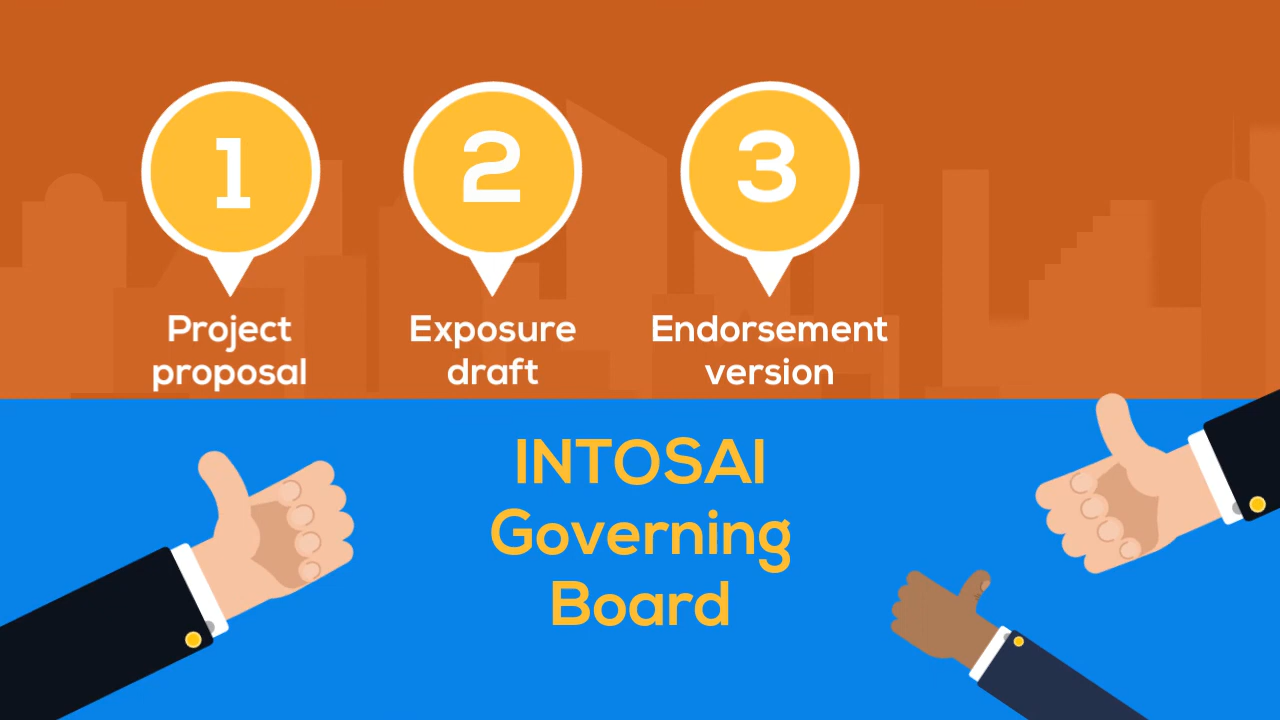 1
2
3
Project
proposal
Exposure
draft
Endorsement
version
INTOSAI
Governing
Board